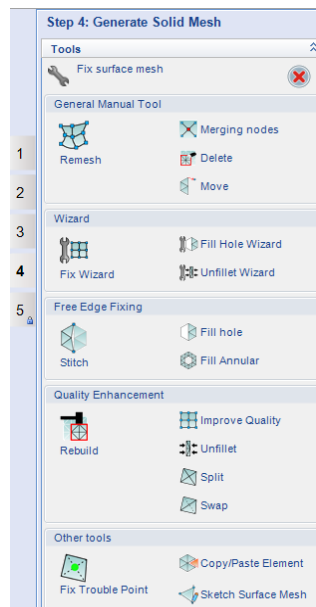 Step 4: Generate Solid Mesh
Tools
Fix surface mesh
General Manual Tool
Remesh
Merging nodes
Delete
Move
Wizard
Fix Wizard
Fill Hole Wizard
Unfillet Wizard
Free Edge Fixing
Stitch
Fill hole
Fill Annular
Quality Enhancement
Rebuild
Improve Quality
Unfillet
Split
Swap
Other tools
Fix Trouble Point
Copy/Paste Element
Sketch Surface Mesh
1
2
3
4
5